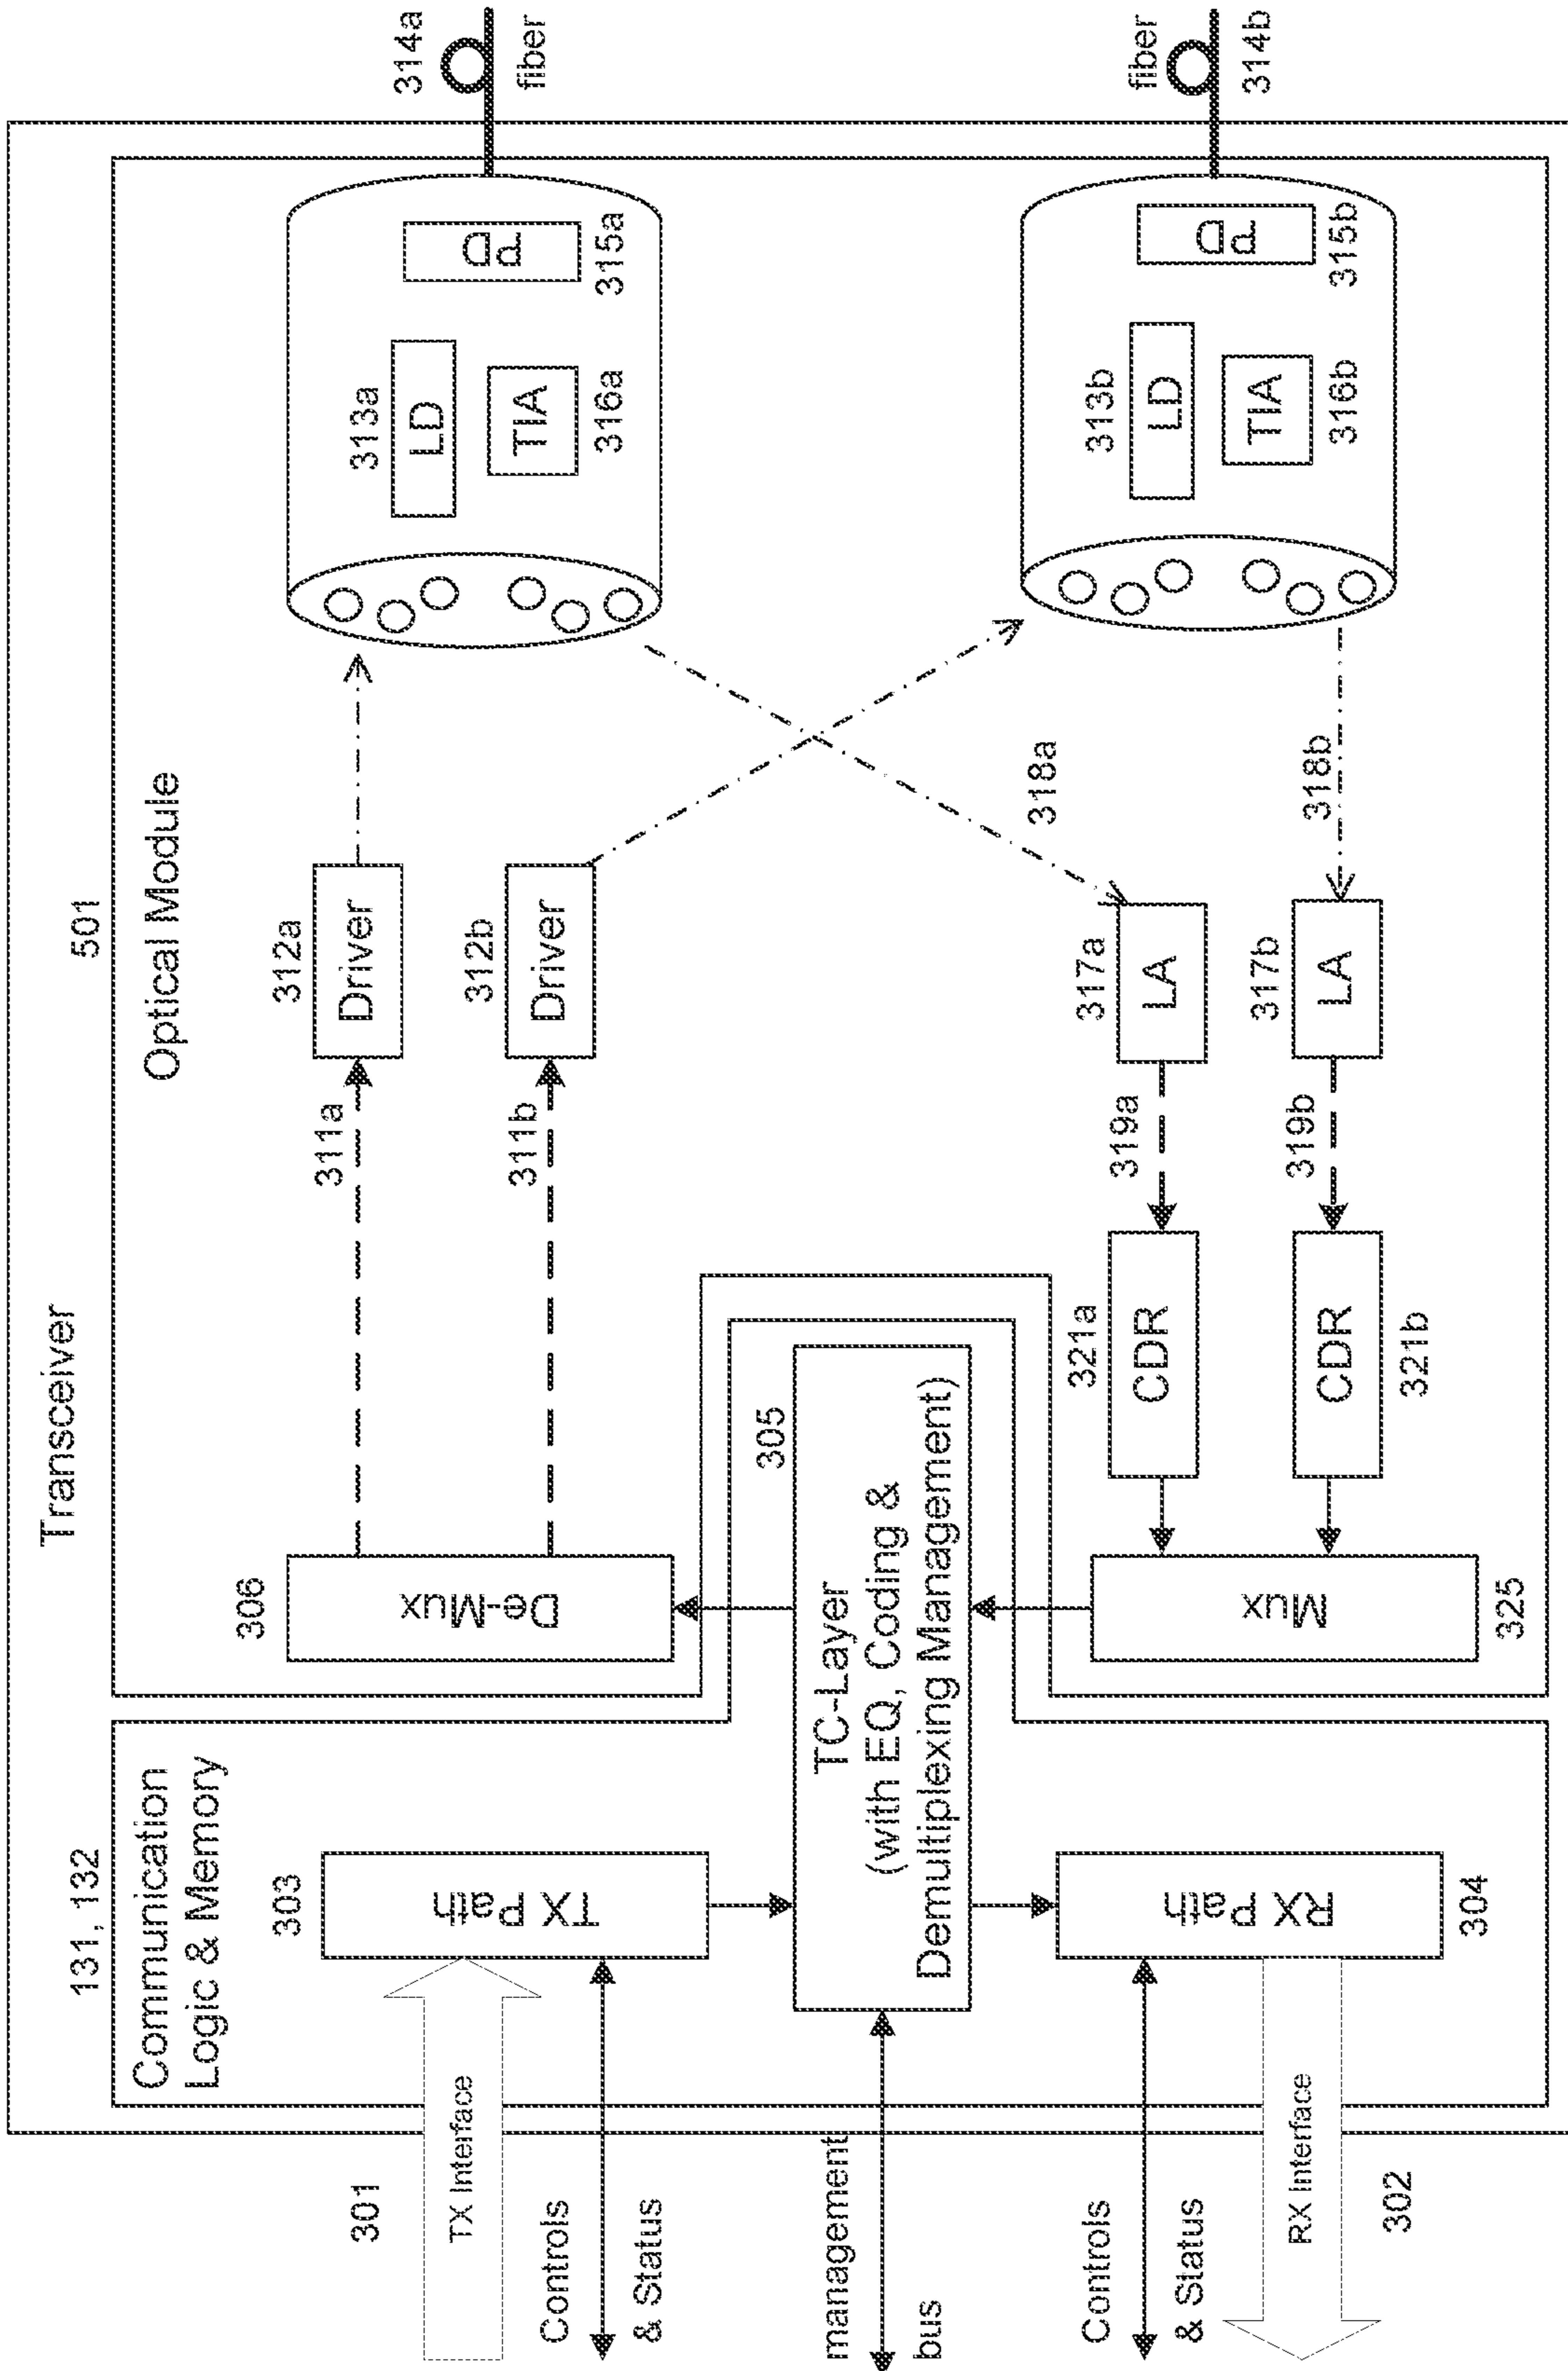 Transceiver
131, 132
Communication
Logic & Memory
501
Optical Module
301
TX Interface
Controls
& Status
management
bus
Controls
& Status
RX Interface
302
303
TX Path
RX Path
304
305
TC-Layer
(with EQ, Coding &
Demultiplexing Management)
306
De-Mux
Mux
325
311a
311b
312a
Driver
312b
Driver
321a
CDR
CDR
321b
319a
319b
317a
LA
317b
LA
318a
318b
313a
LD
TIA
316a
PD
315a
313b
LD
TIA
316b
PD
315b
314a
fiber
fiber
314b